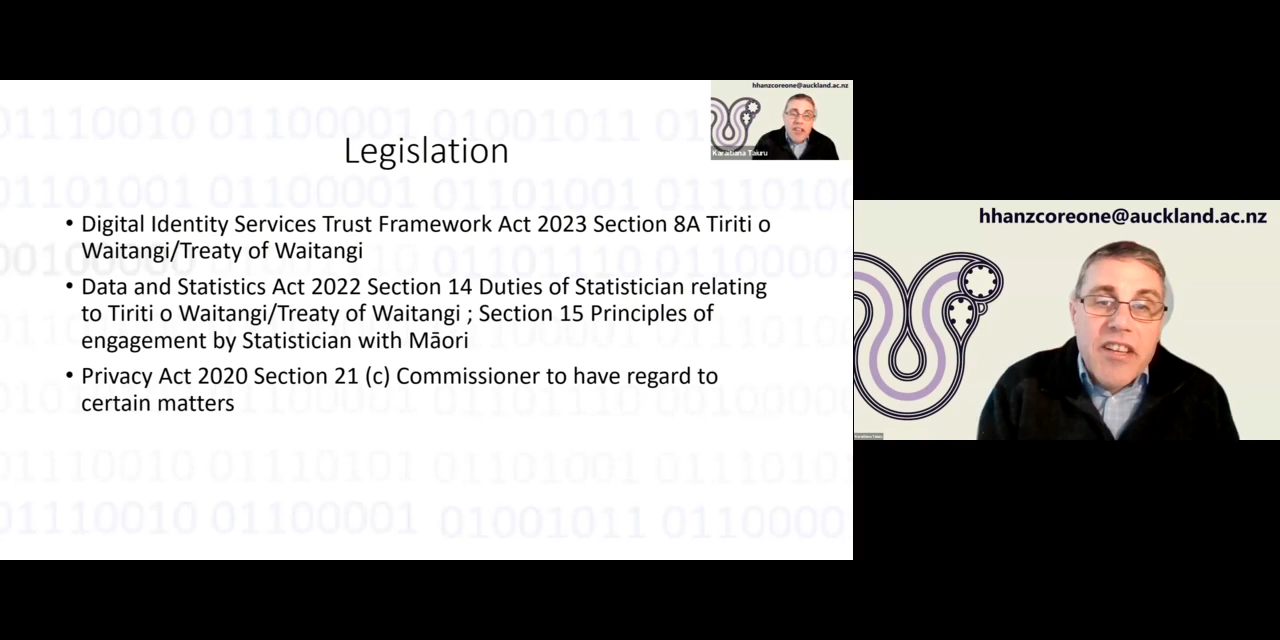 hhanzcoreone@auckland.ac.nz
Karaitiana Taiuru
Legislation
• Digital Identity Services Trust Framework Act 2023 Section 8A Tiriti o
Waitangi/Treaty of Waitangi
• Data and Statistics Act 2022 Section 14 Duties of Statistician relating
to Tiriti o Waitangi/Treaty of Waitangi ; Section 15 Principles of
engagement by Statistician with Māori
• Privacy Act 2020 Section 21 (c) Commissioner to have regard to
certain matters
hhanzcoreone@auckland.ac.nz
Karaitiana Taiuru